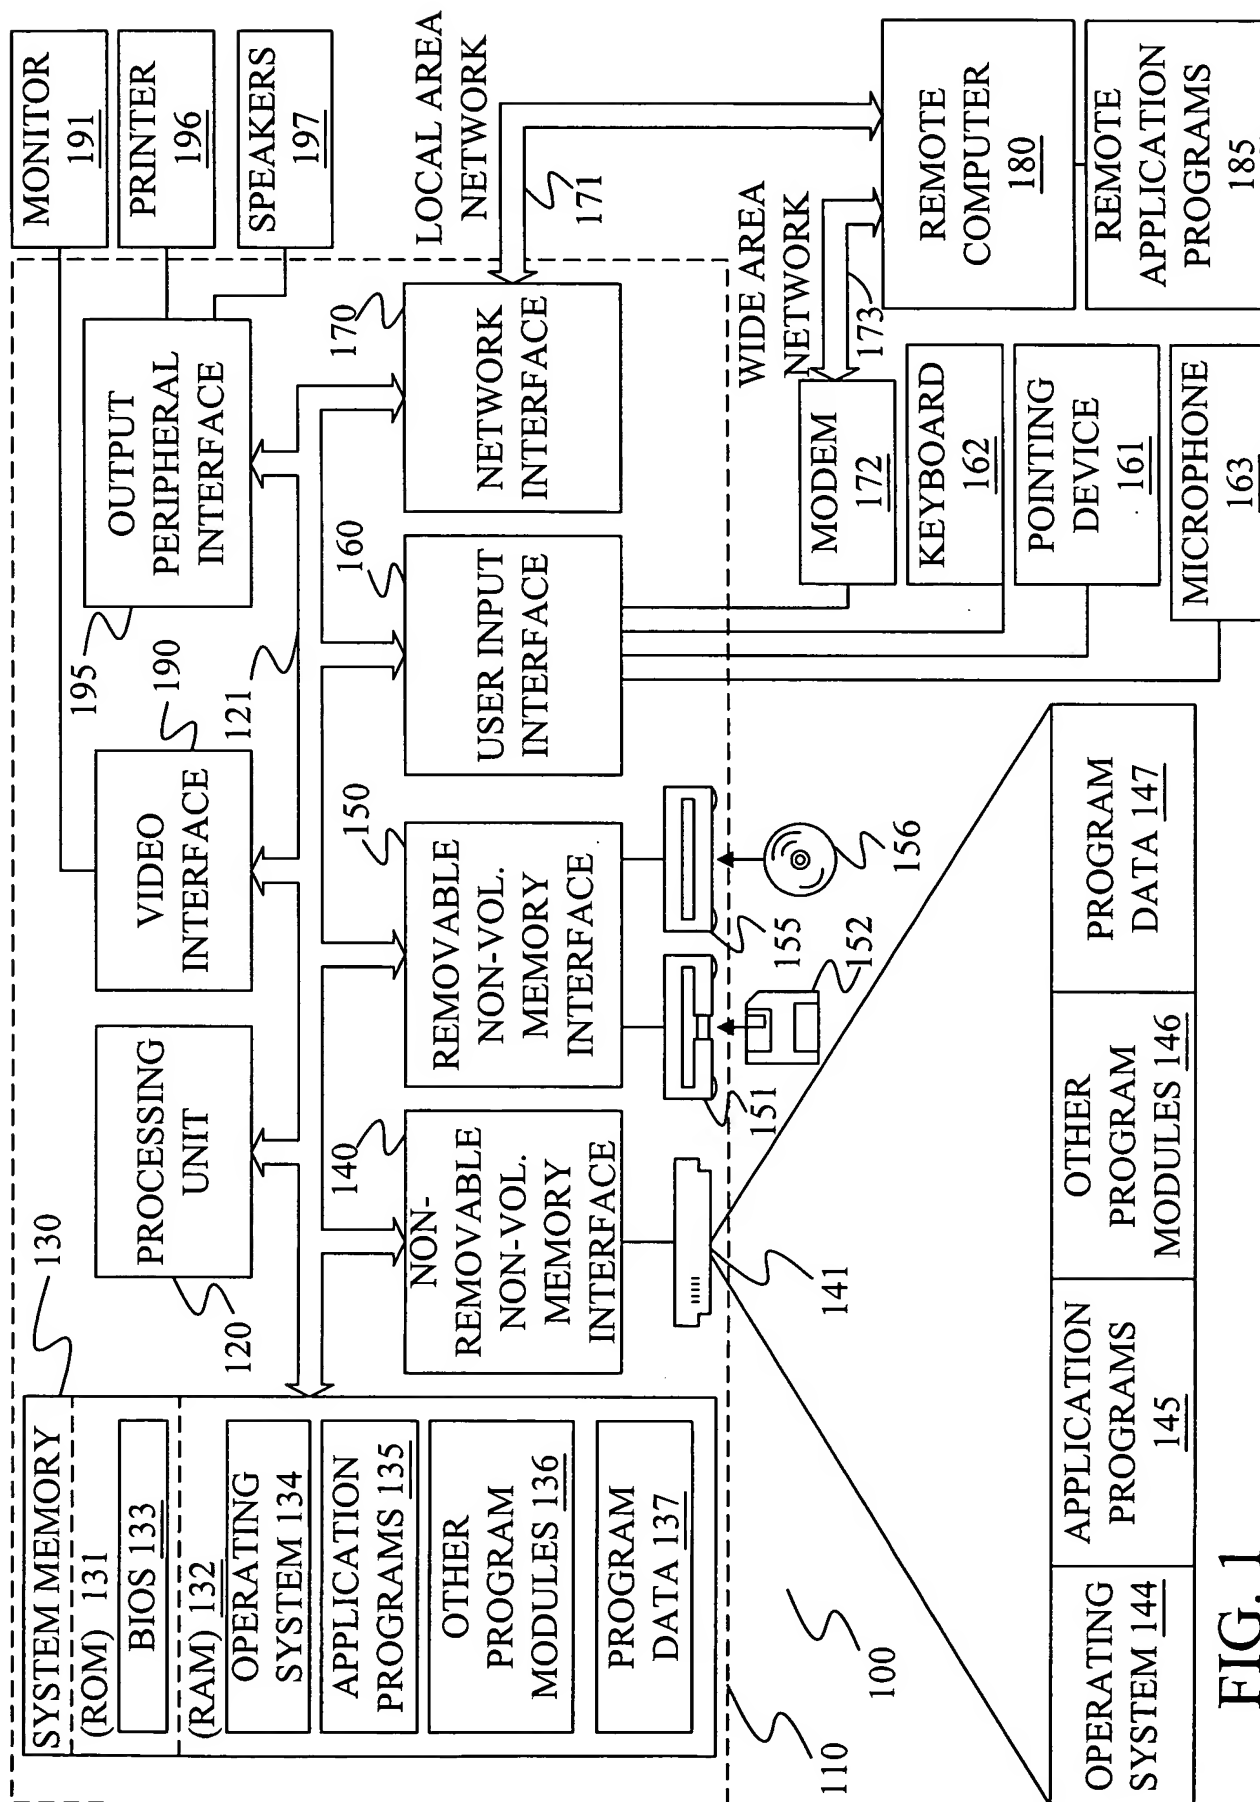 SYSTEM MEMORY
(ROM) 131
BIOS 133
(RAM) 132
OPERATING
SYSTEM 134
APPLICATION
PROGRAMS 135
OTHER
PROGRAM
MODULES 136
PROGRAM
DATA 137
130
120
PROCESSING
UNIT
VIDEO
INTERFACE
190
121
195
OUTPUT
PERIPHERAL
INTERFACE
MONITOR
191
PRINTER
196
SPEAKERS
197
140
NON-
REMOVABLE
NON-VOL.
MEMORY
INTERFACE
150
REMOVABLE
NON-VOL.
MEMORY
INTERFACE
160
USER INPUT
INTERFACE
170
NETWORK
INTERFACE
LOCAL AREA
NETWORK
171
WIDE AREA
NETWORK
173
141
151
152
155
156
MODEM
172
KEYBOARD
162
POINTING
DEVICE
161
MICROPHONE
163
REMOTE
COMPUTER
180
REMOTE
APPLICATION
PROGRAMS
185
110
100
OPERATING
SYSTEM 144
APPLICATION
PROGRAMS
145
OTHER
PROGRAM
MODULES 146
PROGRAM
DATA 147
FIG. 1